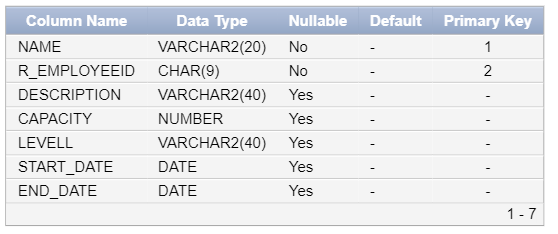 Column Name Data Type Nullable Default Primary Key
NAME VARCHAR2(20) No - 1
R_EMPLOYEEID CHAR(9) No - 2
DESCRIPTION VARCHAR2(40) Yes - -
CAPACITY NUMBER Yes - -
LEVELL VARCHAR2(40) Yes - -
START_DATE DATE Yes - -
END_DATE DATE Yes - -
1 - 7